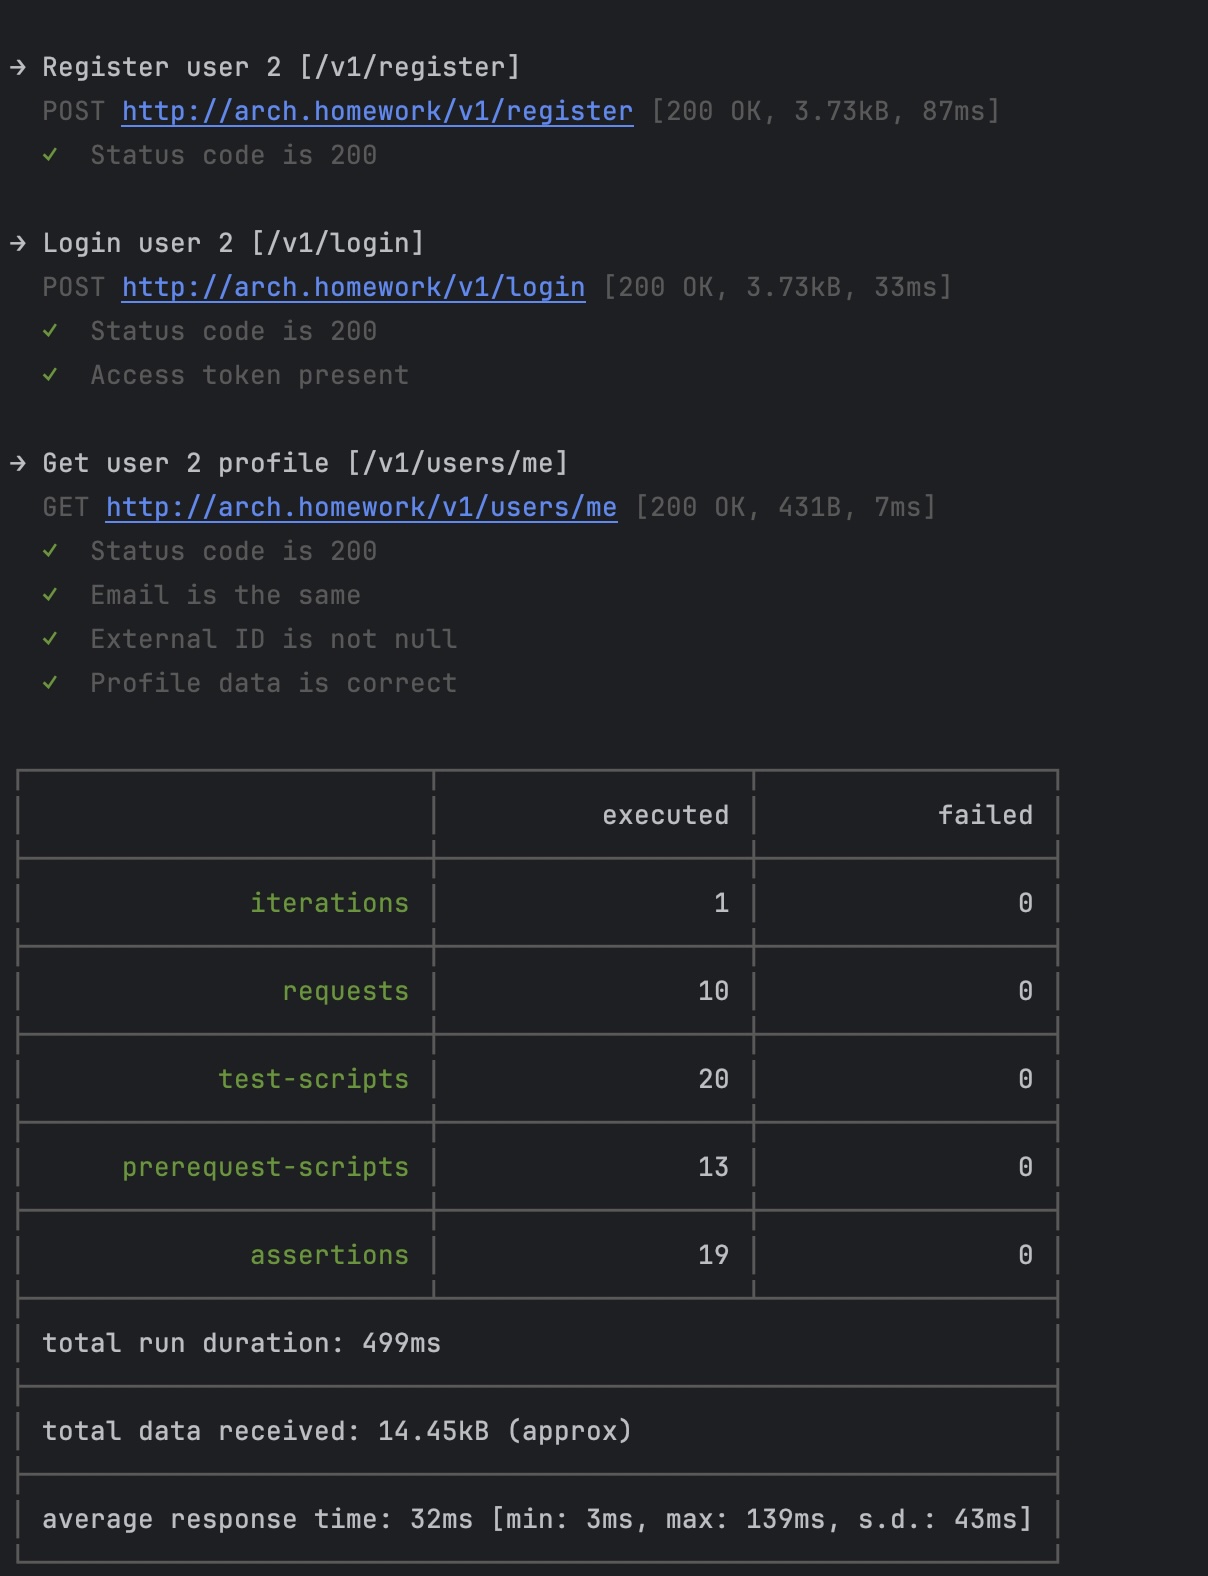 → Register user 2 [/v1/register]
POST http://arch.homework/v1/register [200 OK, 3.73kB, 87ms]
✓ Status code is 200
→ Login user 2 [/v1/login]
POST http://arch.homework/v1/login [200 OK, 3.73kB, 33ms]
✓ Status code is 200
✓ Access token present
→ Get user 2 profile [/v1/users/me]
GET http://arch.homework/v1/users/me [200 OK, 431B, 7ms]
✓ Status code is 200
✓ Email is the same
✓ External ID is not null
✓ Profile data is correct
executed failed
iterations 1 0
requests 10 0
test-scripts 20 0
prerequest-scripts 13 0
assertions 19 0
total run duration: 499ms
total data received: 14.45kB (approx)
average response time: 32ms [min: 3ms, max: 139ms, s.d.: 43ms]